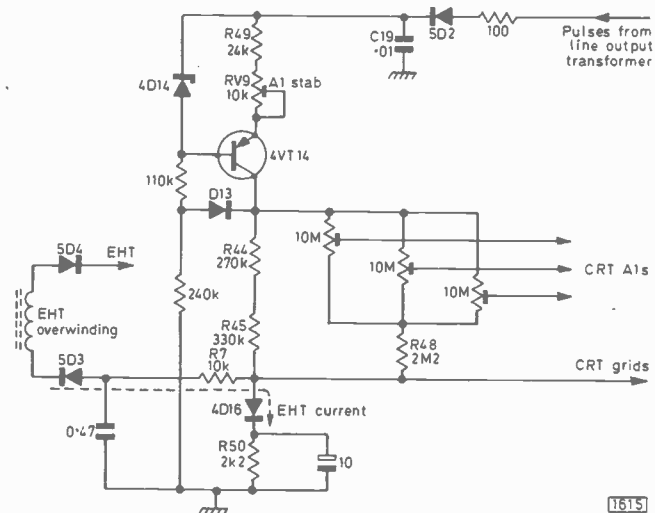 R49
24k
RV9
10k
A1 stab
C19
·01
5D2
100
Pulses from
line output
transformer
4D14
4VT14
110k
D13
10M
10M
10M
CRT A1s
5D4
EHT
R44
270k
EHT
overwinding
240k
R45
330k
R48
2M2
5D3
R7
10k
CRT grids
4D16
EHT current
0·47
R50
2k2
10
1615